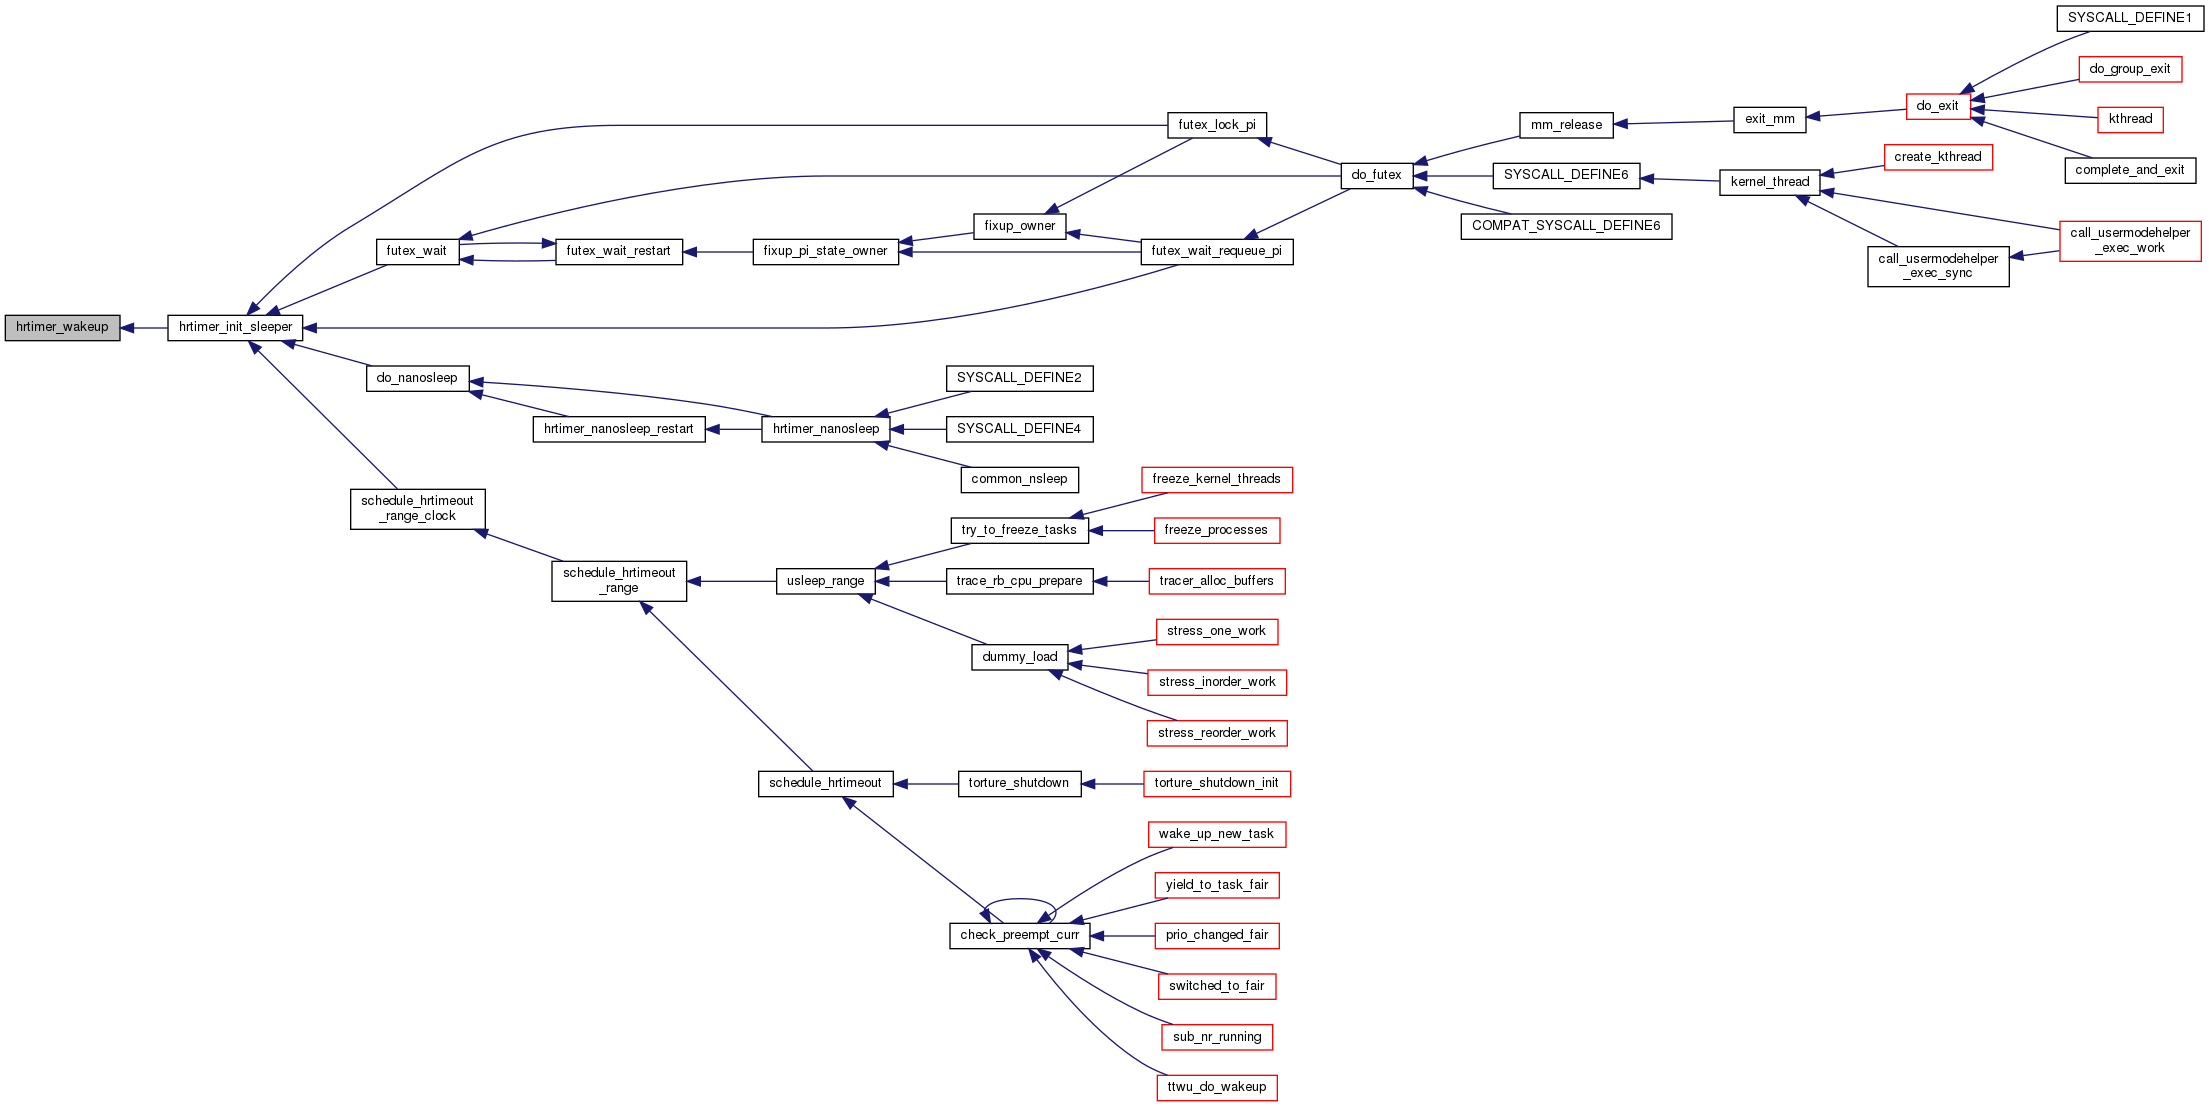 SYSCALL_DEFINE1
do_group_exit
do_exit
kthread
futex_lock_pi
mm_release
exit_mm
create_kthread
complete_and_exit
do_futex
SYSCALL_DEFINE6
kernel_thread
fixup_owner
COMPAT_SYSCALL_DEFINE6
call_usermodehelper
_exec_work
futex_wait
futex_wait_restart
fixup_pi_state_owner
futex_wait_requeue_pi
call_usermodehelper
_exec_sync
hrtimer_wakeup
hrtimer_init_sleeper
do_nanosleep
SYSCALL_DEFINE2
hrtimer_nanosleep_restart
hrtimer_nanosleep
SYSCALL_DEFINE4
common_nsleep
freeze_kernel_threads
schedule_hrtimeout
_range_clock
try_to_freeze_tasks
freeze_processes
schedule_hrtimeout
_range
usleep_range
trace_rb_cpu_prepare
tracer_alloc_buffers
stress_one_work
dummy_load
stress_inorder_work
stress_reorder_work
schedule_hrtimeout
torture_shutdown
torture_shutdown_init
wake_up_new_task
yield_to_task_fair
check_preempt_curr
prio_changed_fair
switched_to_fair
sub_nr_running
ttwu_do_wakeup